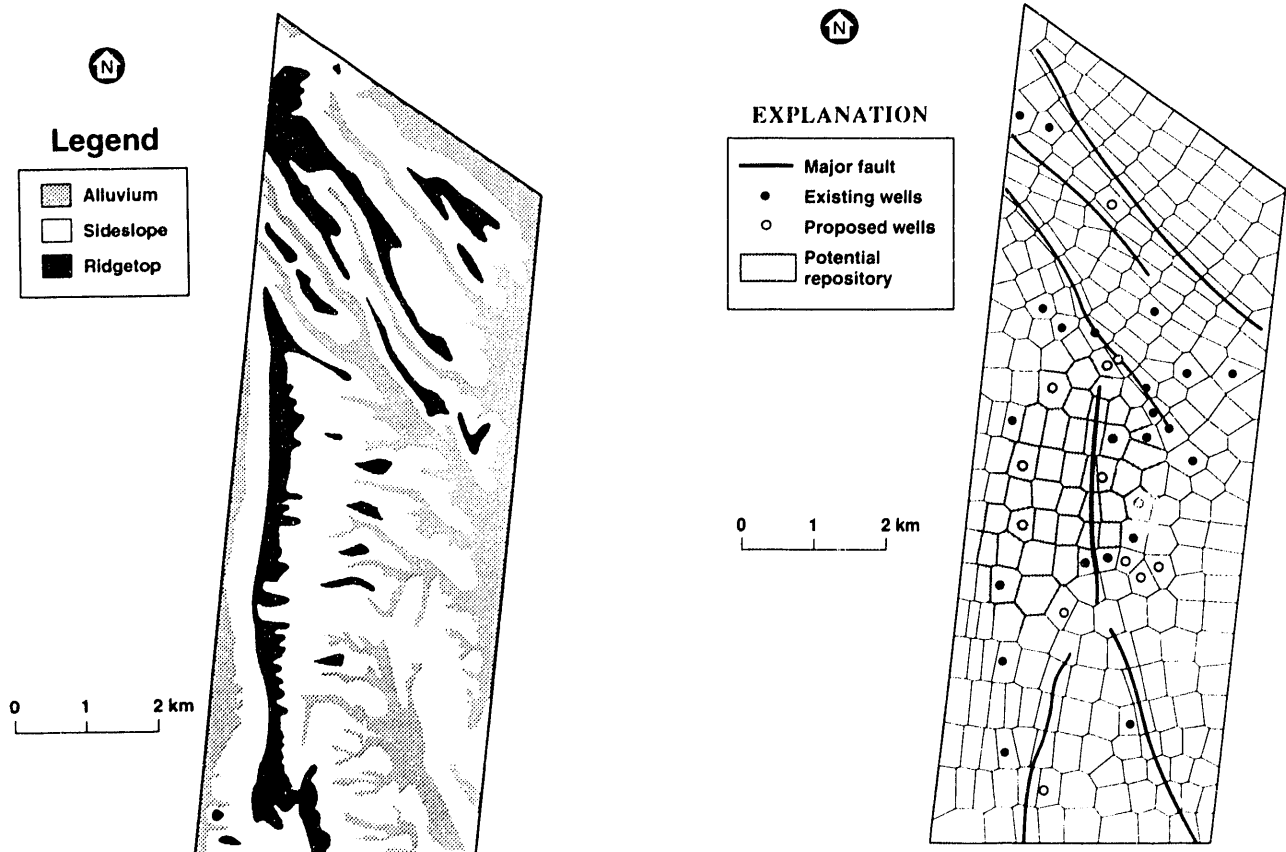 N
Legend
Alluvium
Sideslope
Ridgetop
0 1 2 km
N
EXPLANATION
Major fault
Existing wells
Proposed wells
Potential
repository
0 1 2 km